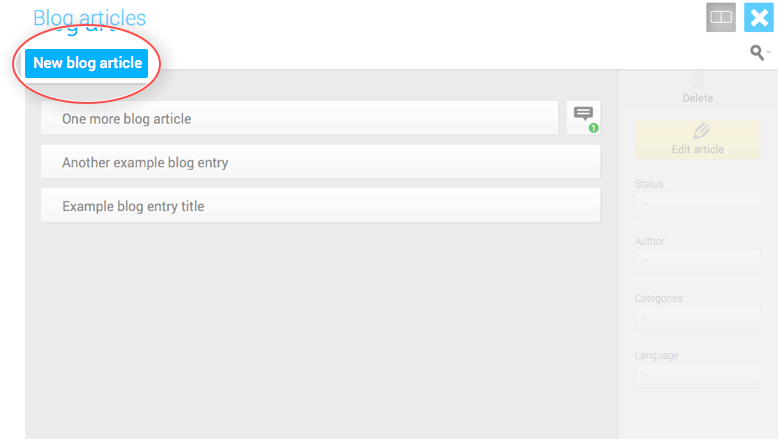 Blog articles
New blog article
Delete
One more blog article
1
Edit article
Another example blog entry
Status
–
Example blog entry title
Author
–
Categories
–
Language
–